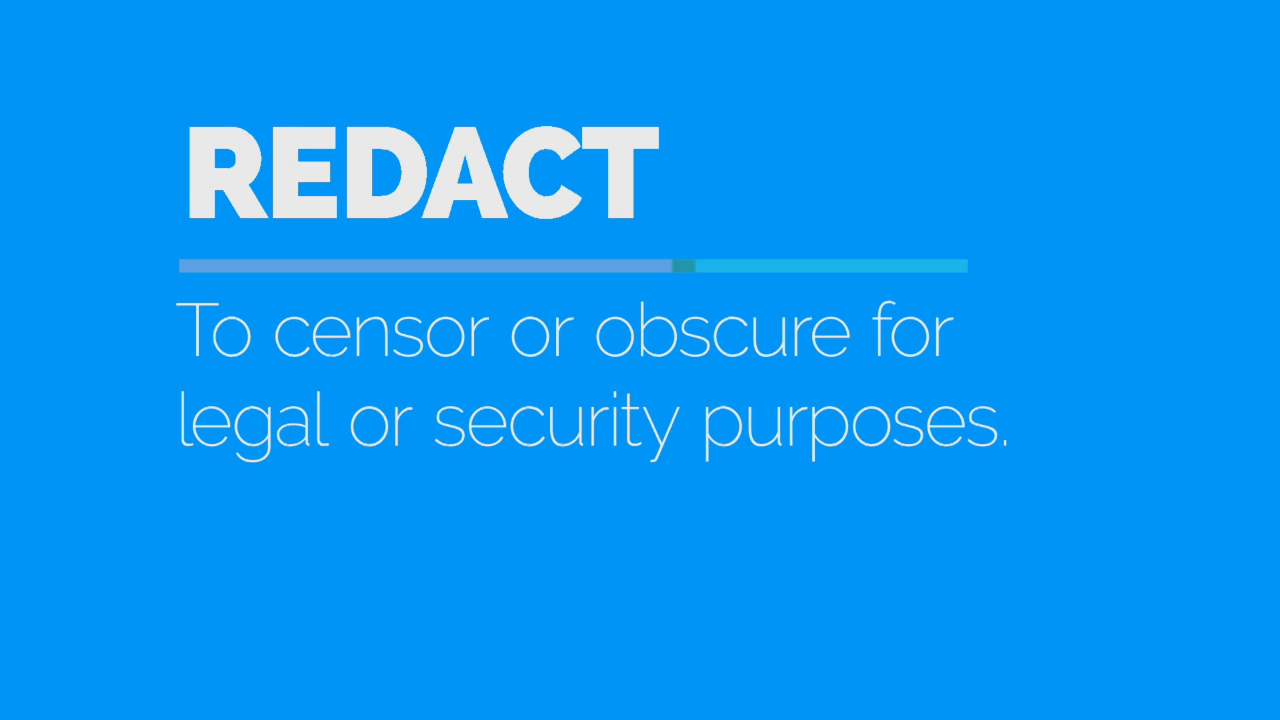 REDACT
To censor or obscure for
legal or security purposes.